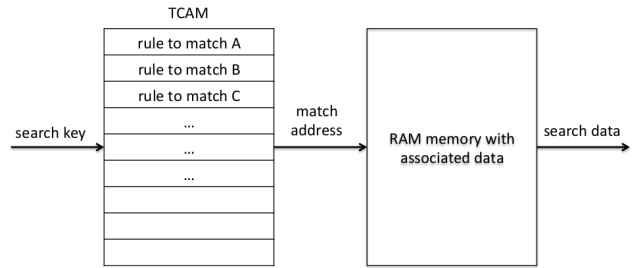 TCAM
rule to match A
rule to match B
rule to match C
...
...
...
search key
match
address
RAM memory with
associated data
search data